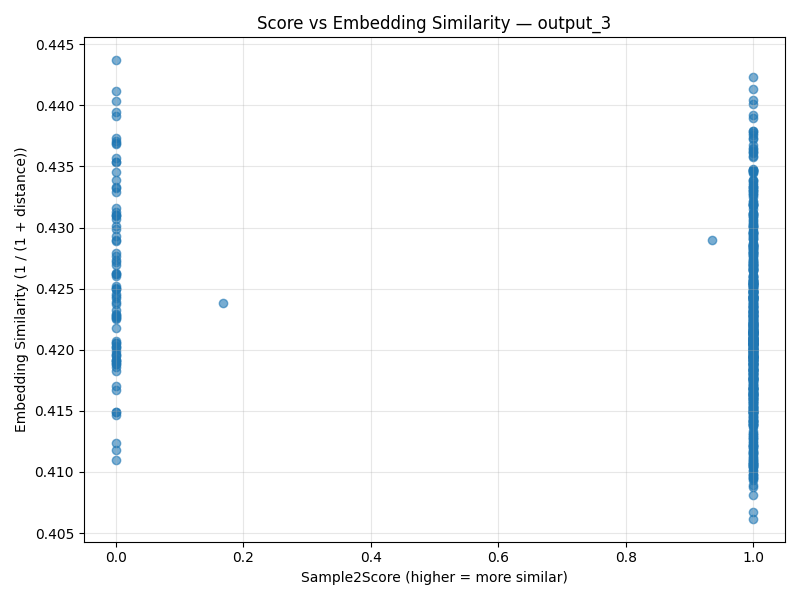 Score vs Embedding Similarity — output_3
Embedding Similarity (1 / (1 + distance))
0.445
0.440
0.435
0.430
0.425
0.420
0.415
0.410
0.405
0.0 0.2 0.4 0.6 0.8 1.0
Sample2Score (higher = more similar)